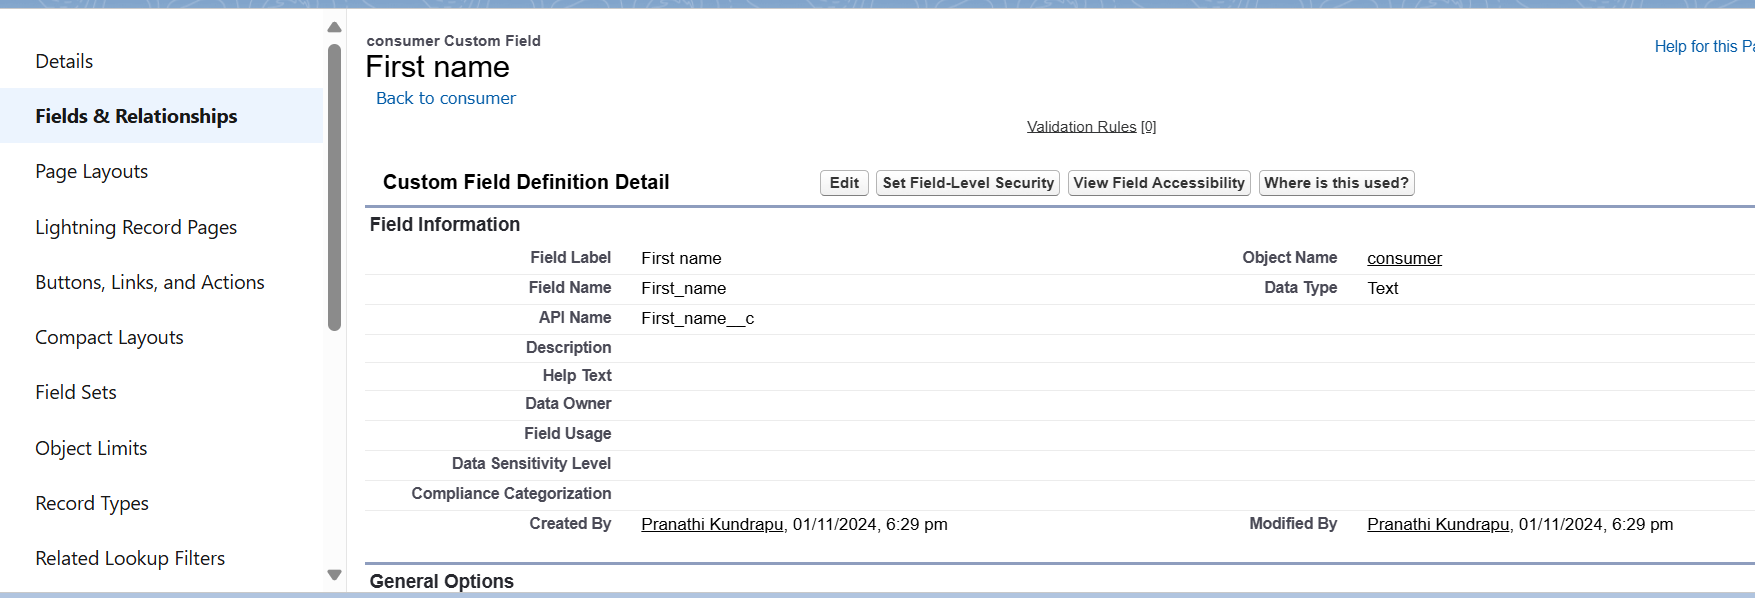 Details
Fields & Relationships
Page Layouts
Lightning Record Pages
Buttons, Links, and Actions
Compact Layouts
Field Sets
Object Limits
Record Types
Related Lookup Filters
consumer Custom Field
First name
Back to consumer
Help for this Pa
Validation Rules [0]
Custom Field Definition Detail Edit Set Field-Level Security View Field Accessibility Where is this used?
Field Information
Field Label First name Object Name consumer
Field Name First_name Data Type Text
API Name First_name__c
Description
Help Text
Data Owner
Field Usage
Data Sensitivity Level
Compliance Categorization
Created By Pranathi Kundrapu, 01/11/2024, 6:29 pm Modified By Pranathi Kundrapu, 01/11/2024, 6:29 pm
General Options